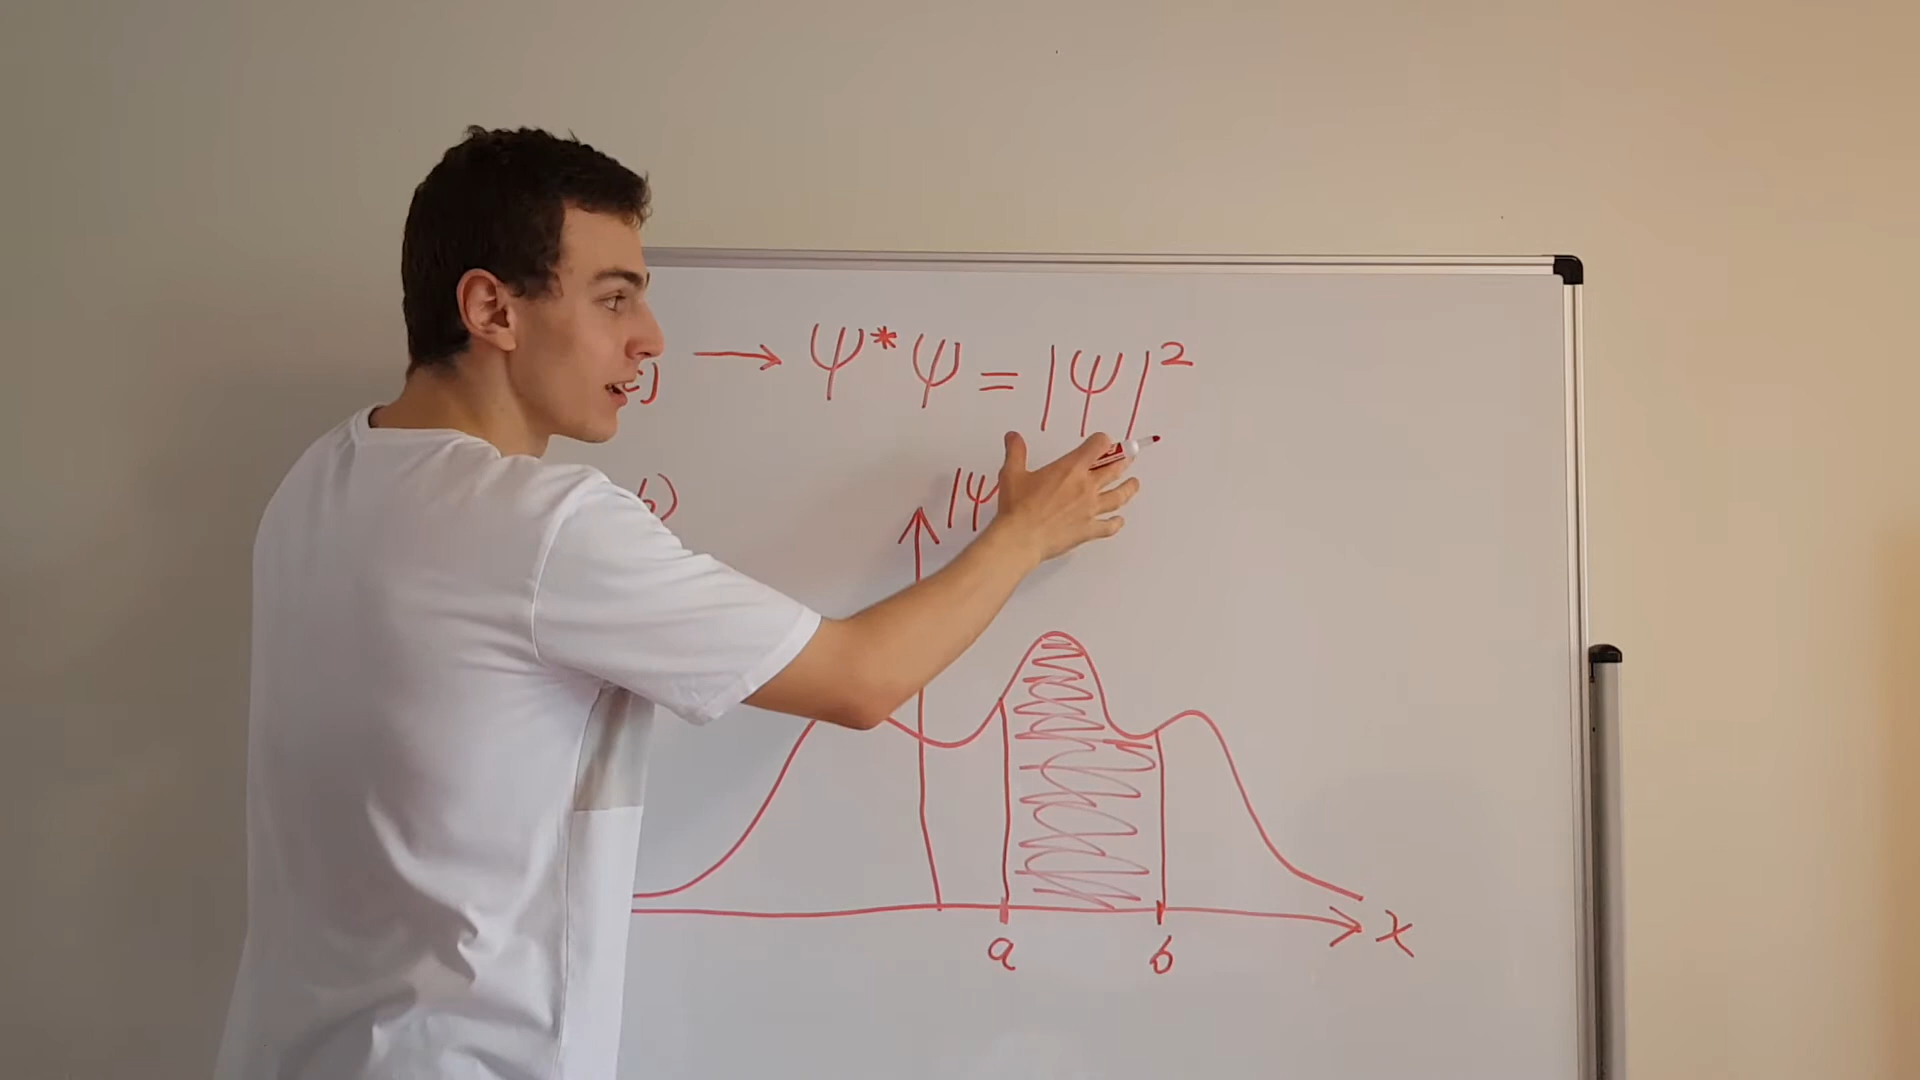 → ψ*ψ = |ψ|²
|ψ
b)
a b
x